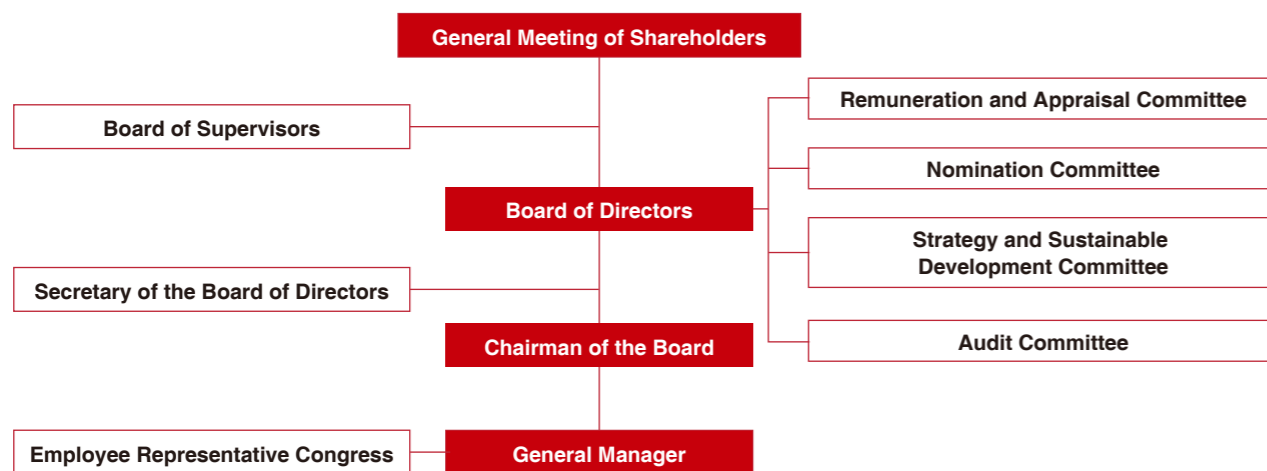 General Meeting of Shareholders
Remuneration and Appraisal Committee
Board of Supervisors
Nomination Committee
Board of Directors
Strategy and Sustainable
Development Committee
Secretary of the Board of Directors
Chairman of the Board
Audit Committee
Employee Representative Congress
General Manager